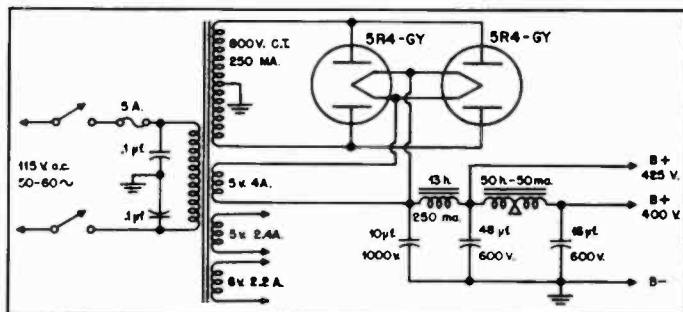 5R4-GY
5R4-GY
800 V. C.T.
250 MA.
5 A.
.1 µf
115 V. a.c.
50-60 ~
.1 µf
5 v. 4 A.
5 v. 2.4 A.
6 v. 2.2 A.
13 h.
250 ma.
50 h. - 50 ma.
B+
425 V.
B+
400 V.
10 µf
1000 v.
48 µf
600 V.
16 µf
600 V.
B-